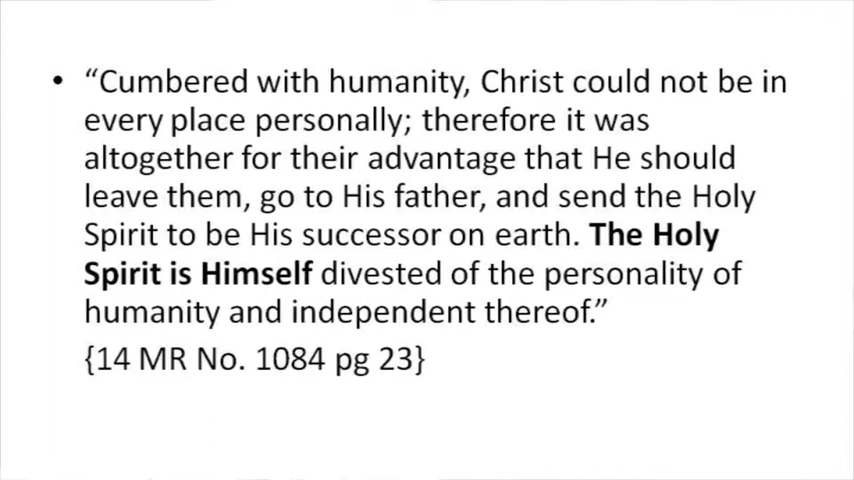 • “Cumbered with humanity, Christ could not be in
every place personally; therefore it was
altogether for their advantage that He should
leave them, go to His father, and send the Holy
Spirit to be His successor on earth. The Holy
Spirit is Himself divested of the personality of
humanity and independent thereof.”
{14 MR No. 1084 pg 23}